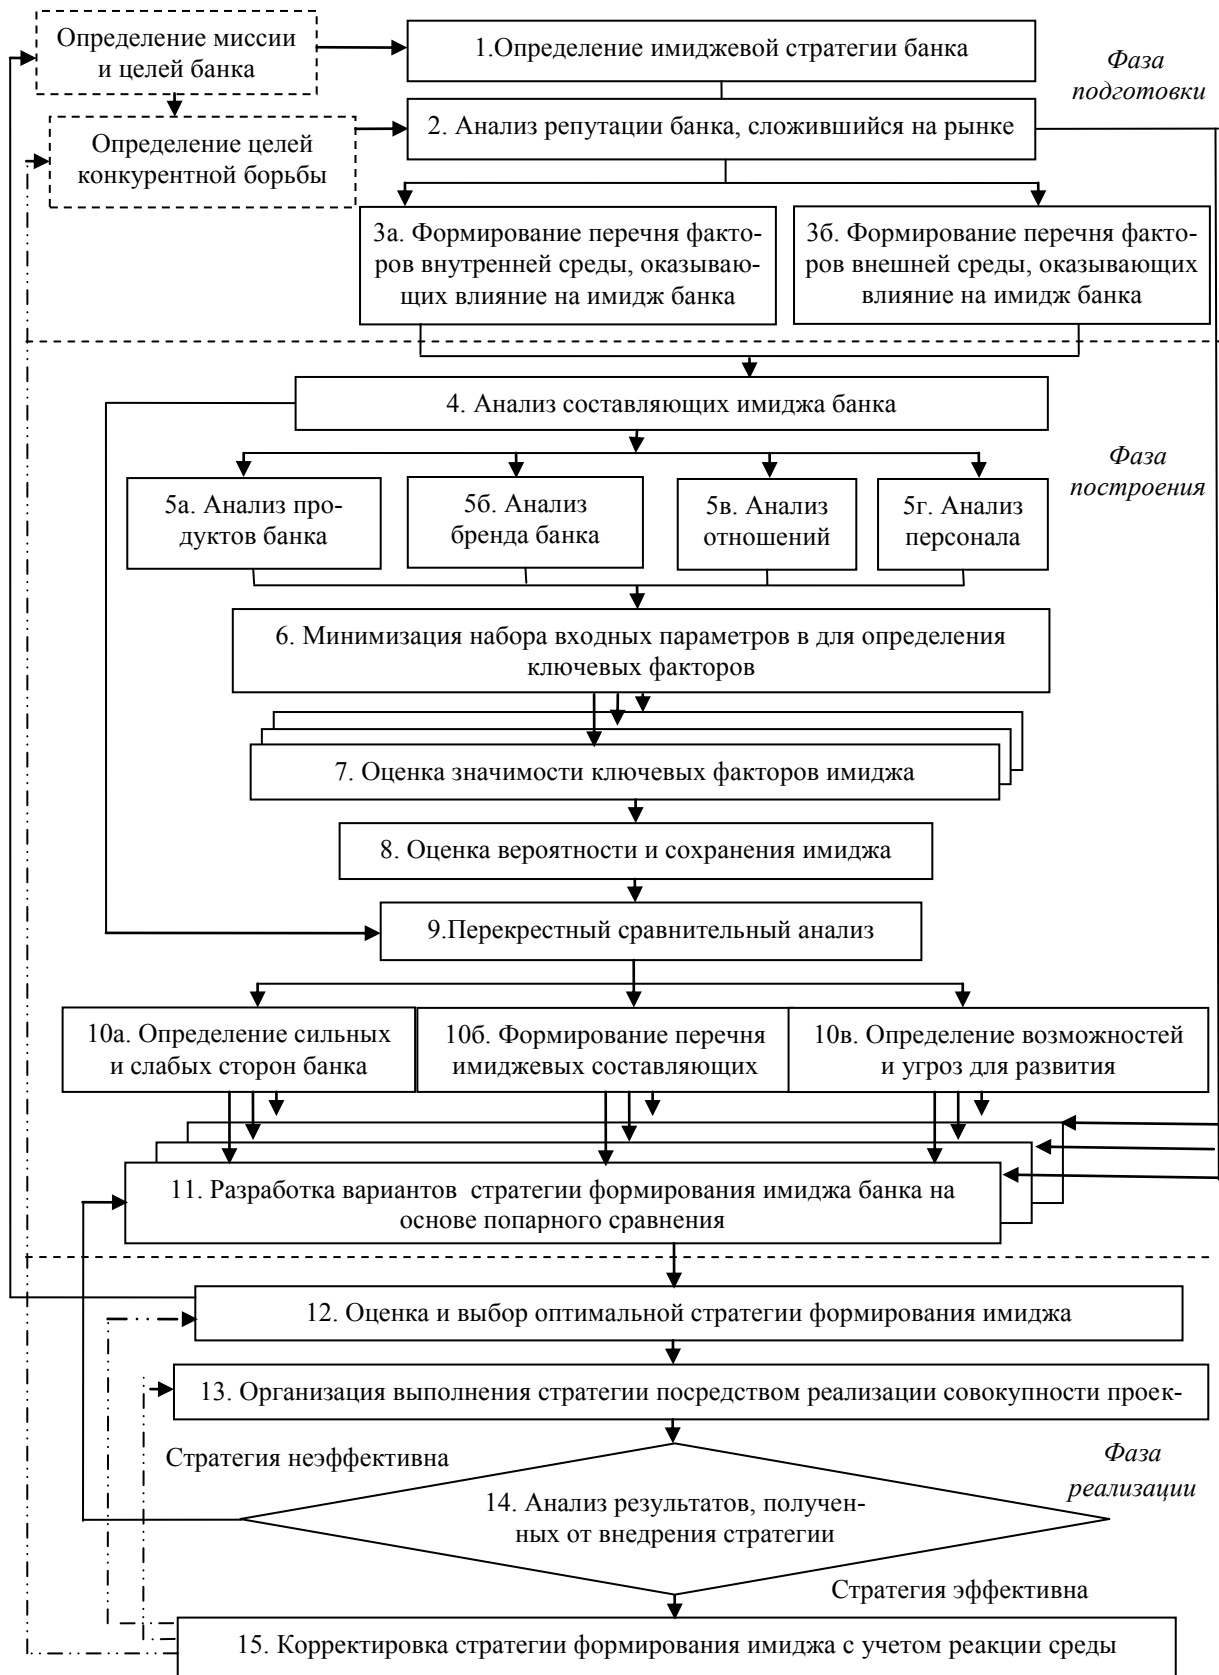 Определение миссии
и целей банка
1.Определение имиджевой стратегии банка
Фаза
подготовки
Определение целей
конкурентной борьбы
2. Анализ репутации банка, сложившийся на рынке
3а. Формирование перечня факто-
ров внутренней среды, оказываю-
щих влияние на имидж банка
3б. Формирование перечня факто-
ров внешней среды, оказывающих
влияние на имидж банка
4. Анализ составляющих имиджа банка
Фаза
построения
5а. Анализ про-
дуктов банка
5б. Анализ
бренда банка
5в. Анализ
отношений
5г. Анализ
персонала
6. Минимизация набора входных параметров в для определения
ключевых факторов
7. Оценка значимости ключевых факторов имиджа
8. Оценка вероятности и сохранения имиджа
9.Перекрестный сравнительный анализ
10а. Определение сильных
и слабых сторон банка
10б. Формирование перечня
имиджевых составляющих
10в. Определение возможностей
и угроз для развития
11. Разработка вариантов стратегии формирования имиджа банка на
основе попарного сравнения
12. Оценка и выбор оптимальной стратегии формирования имиджа
13. Организация выполнения стратегии посредством реализации совокупности проек-
Стратегия неэффективна
Фаза
реализации
14. Анализ результатов, получен-
ных от внедрения стратегии
Стратегия эффективна
15. Корректировка стратегии формирования имиджа с учетом реакции среды